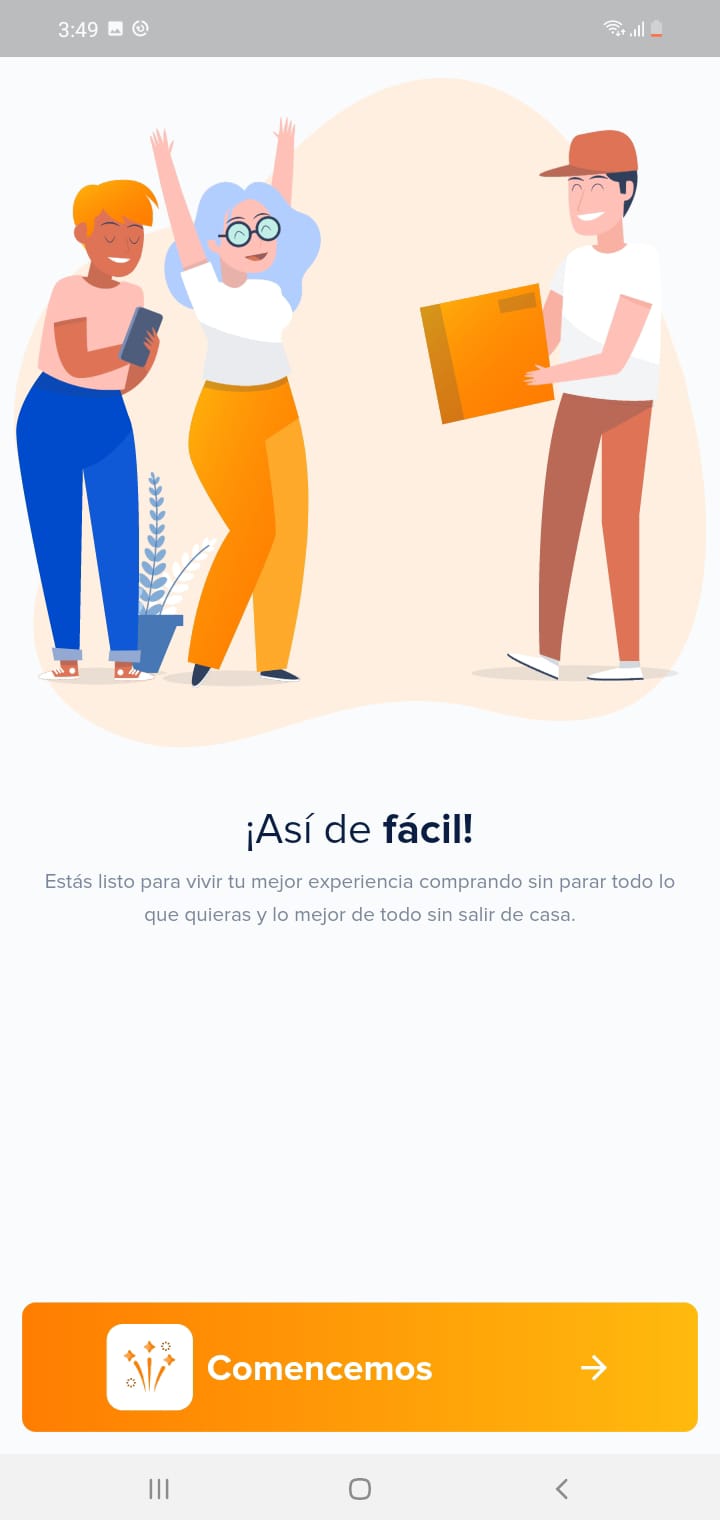 3:49
¡Así de fácil!
Estás listo para vivir tu mejor experiencia comprando sin parar todo lo
que quieras y lo mejor de todo sin salir de casa.
Comencemos